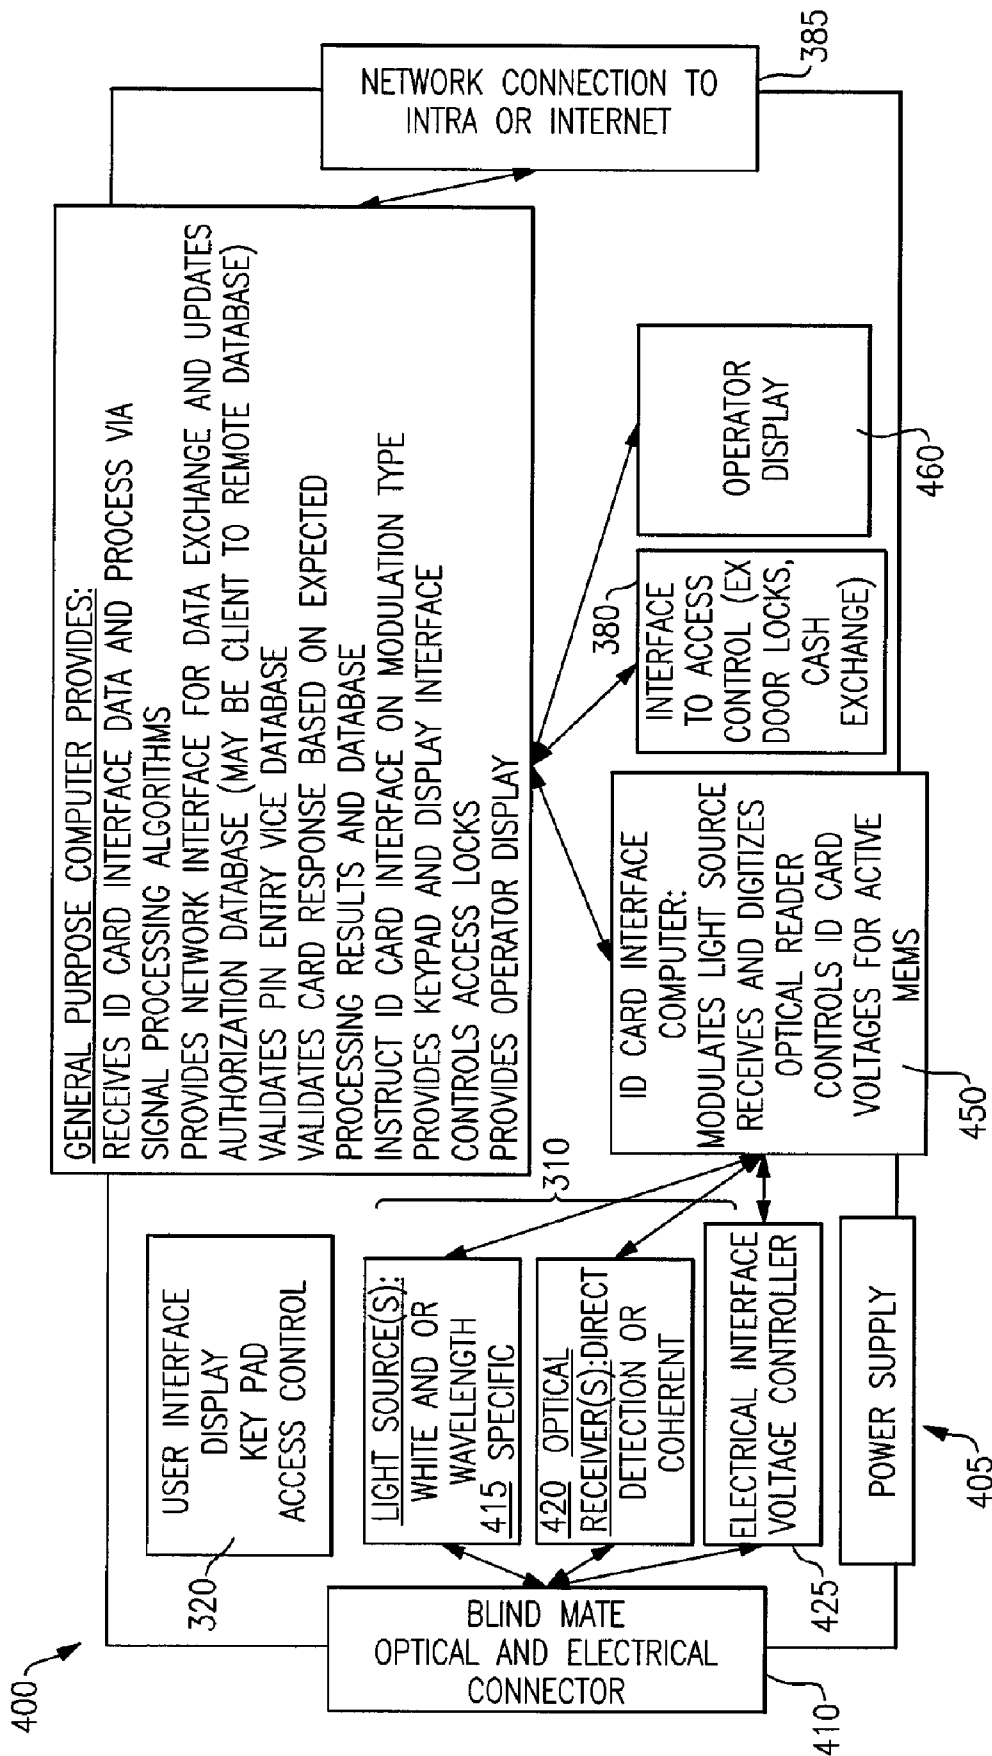 400
GENERAL PURPOSE COMPUTER PROVIDES:
RECEIVES ID CARD INTERFACE DATA AND PROCESS VIA
SIGNAL PROCESSING ALGORITHMS
PROVIDES NETWORK INTERFACE FOR DATA EXCHANGE AND UPDATES
AUTHORIZATION DATABASE (MAY BE CLIENT TO REMOTE DATABASE)
VALIDATES PIN ENTRY VICE DATABASE
VALIDATES CARD RESPONSE BASED ON EXPECTED
PROCESSING RESULTS AND DATABASE
INSTRUCT ID CARD INTERFACE ON MODULATION TYPE
PROVIDES KEYPAD AND DISPLAY INTERFACE
CONTROLS ACCESS LOCKS
PROVIDES OPERATOR DISPLAY
USER INTERFACE
DISPLAY
KEY PAD
ACCESS CONTROL
320
NETWORK CONNECTION TO
INTRA OR INTERNET
385
BLIND MATE
OPTICAL AND ELECTRICAL
CONNECTOR
410
LIGHT SOURCE(S):
WHITE AND OR
WAVELENGTH
415 SPECIFIC
420 OPTICAL
RECEIVER(S):DIRECT
DETECTION OR
COHERENT
ELECTRICAL INTERFACE
VOLTAGE CONTROLLER
425
310
POWER SUPPLY
405
ID CARD INTERFACE
COMPUTER:
MODULATES LIGHT SOURCE
RECEIVES AND DIGITIZES
OPTICAL READER
CONTROLS ID CARD
VOLTAGES FOR ACTIVE
MEMS
450
380
INTERFACE
TO ACCESS
CONTROL (EX
DOOR LOCKS,
CASH
EXCHANGE)
OPERATOR
DISPLAY
460